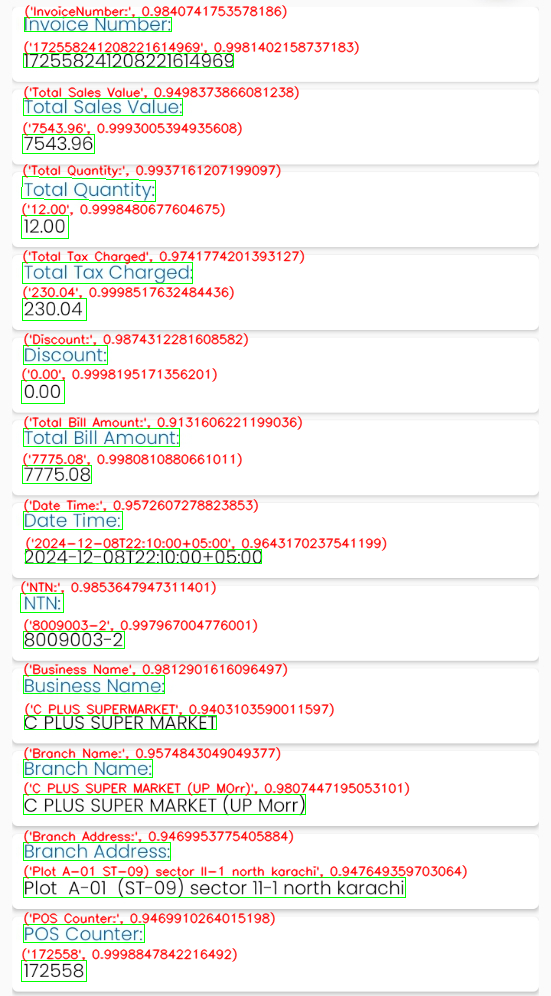 ('InvoiceNumber:', 0.9840741753578186)
Invoice Number:
('172558241208221614969', 0.9981402158737183)
172558241208221614969
('Total Sales Value', 0.9498373866081238)
Total Sales Value:
('7543.96', 0.9993005394935608)
7543.96
('Total Quantity:', 0.9937161207199097)
Total Quantity:
('12.00', 0.9998480677604675)
12.00
('Total Tax Charged', 0.9741774201393127)
Total Tax Charged:
('230.04', 0.9998517632484436)
230.04
('Discount:', 0.9874312281608582)
Discount:
('0.00', 0.9998195171356201)
0.00
('Total Bill Amount:', 0.9131606221199036)
Total Bill Amount:
('7775.08', 0.9980810880661011)
7775.08
('Date Time:', 0.9572607278823853)
Date Time:
('2024-12-08T22:10:00+05:00', 0.9643170237541199)
2024-12-08T22:10:00+05:00
('NTN:', 0.9853647947311401)
NTN:
('8009003-2', 0.997967004776001)
8009003-2
('Business Name', 0.9812901616096497)
Business Name:
('C PLUS SUPERMARKET', 0.9403103590011597)
C PLUS SUPER MARKET
('Branch Name:', 0.9574843049049377)
Branch Name:
('C PLUS SUPER MARKET (UP MOrr)', 0.9807447195053101)
C PLUS SUPER MARKET (UP Morr)
('Branch Address:', 0.9469953775405884)
Branch Address:
('Plot A-01 ST-09) sector II-1 north karachi', 0.947649359703064)
Plot A-01 (ST-09) sector 11-1 north karachi
('POS Counter:', 0.9469910264015198)
POS Counter:
('172558', 0.9998847842216492)
172558